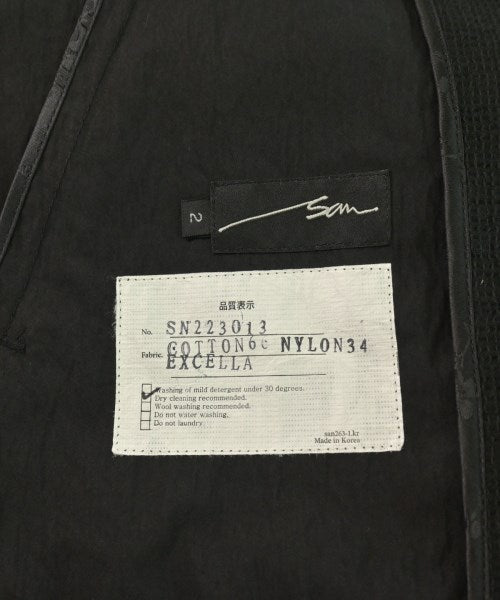 San
2
品質表示
No. SN223013
Fabric. COTTON66 NYLON34
EXCELLA
Washing of mild detergent under 30 degrees.
Dry cleaning recommended.
Wool washing recommended.
Do not water washing.
Do not laundry
san263-1.kr
Made in Korea